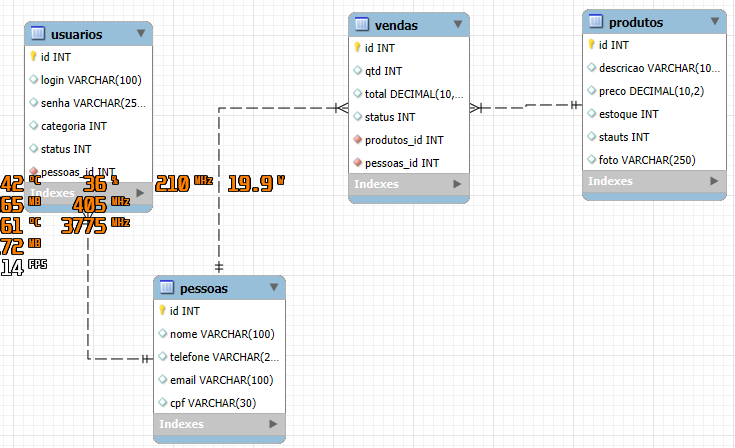 usuarios
id INT
login VARCHAR(100)
senha VARCHAR(25...
categoria INT
status INT
pessoas_id INT
Indexes
vendas
id INT
qtd INT
total DECIMAL(10,...
status INT
produtos_id INT
pessoas_id INT
Indexes
produtos
id INT
descricao VARCHAR(10...
preco DECIMAL(10,2)
estoque INT
stauts INT
foto VARCHAR(250)
Indexes
42 °C 36 % 210 MHz 19.9 W
65 MB 405 MHz
61 °C 3775 MHz
72 MB
14 FPS
pessoas
id INT
nome VARCHAR(100)
telefone VARCHAR(2...
email VARCHAR(100)
cpf VARCHAR(30)
Indexes